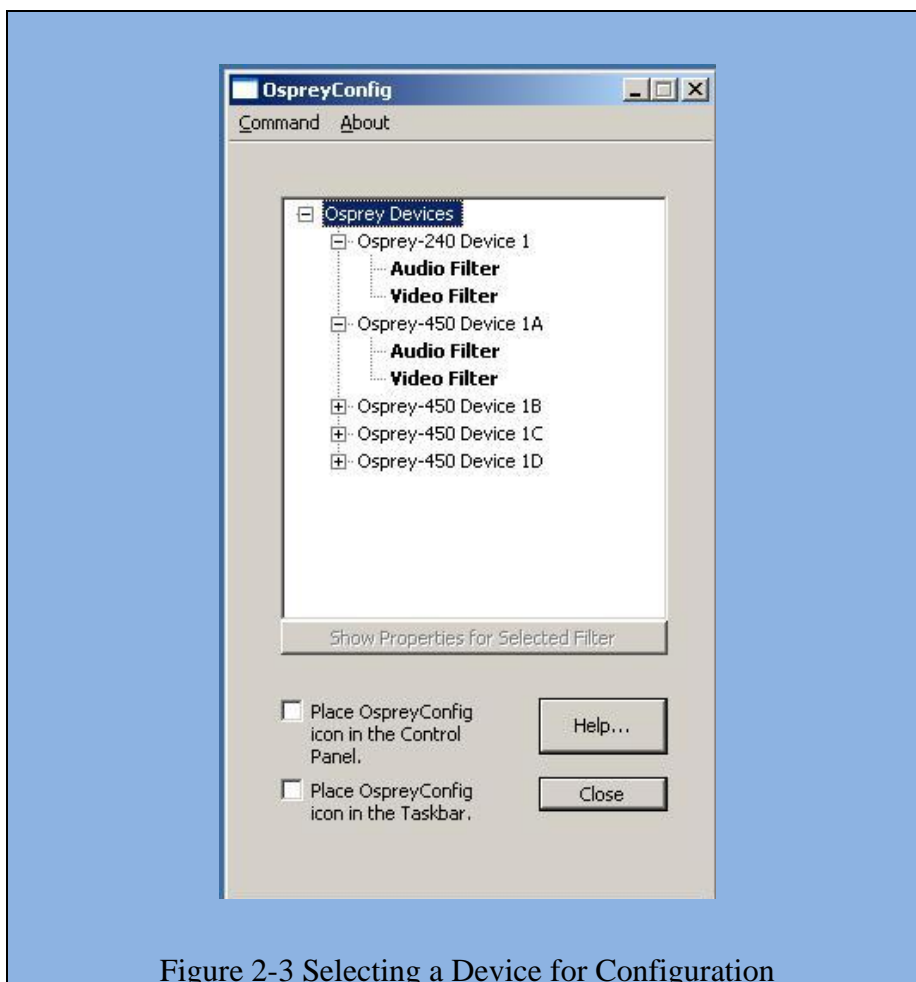 OspreyConfig
Command About
Osprey Devices
Osprey-240 Device 1
Audio Filter
Video Filter
Osprey-450 Device 1A
Audio Filter
Video Filter
Osprey-450 Device 1B
Osprey-450 Device 1C
Osprey-450 Device 1D
Show Properties for Selected Filter
Place OspreyConfig
icon in the Control
Panel.
Help...
Place OspreyConfig
icon in the Taskbar.
Close
Figure 2-3 Selecting a Device for Configuration